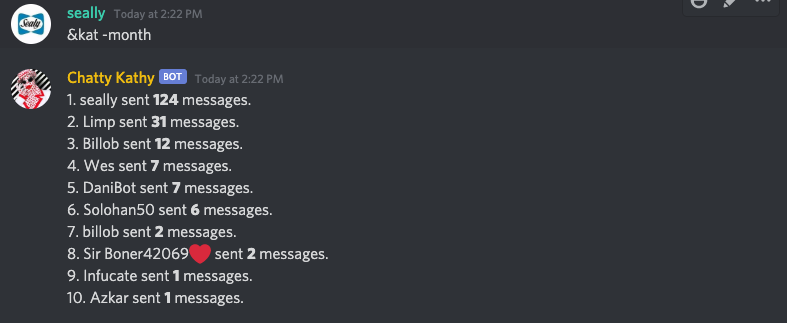 Sealy
seally Today at 2:22 PM
&kat -month
Chatty Kathy BOT Today at 2:22 PM
1. seally sent 124 messages.
2. Limp sent 31 messages.
3. Billob sent 12 messages.
4. Wes sent 7 messages.
5. DaniBot sent 7 messages.
6. Solohan50 sent 6 messages.
7. billob sent 2 messages.
8. Sir Boner42069❤️ sent 2 messages.
9. Infucate sent 1 messages.
10. Azkar sent 1 messages.